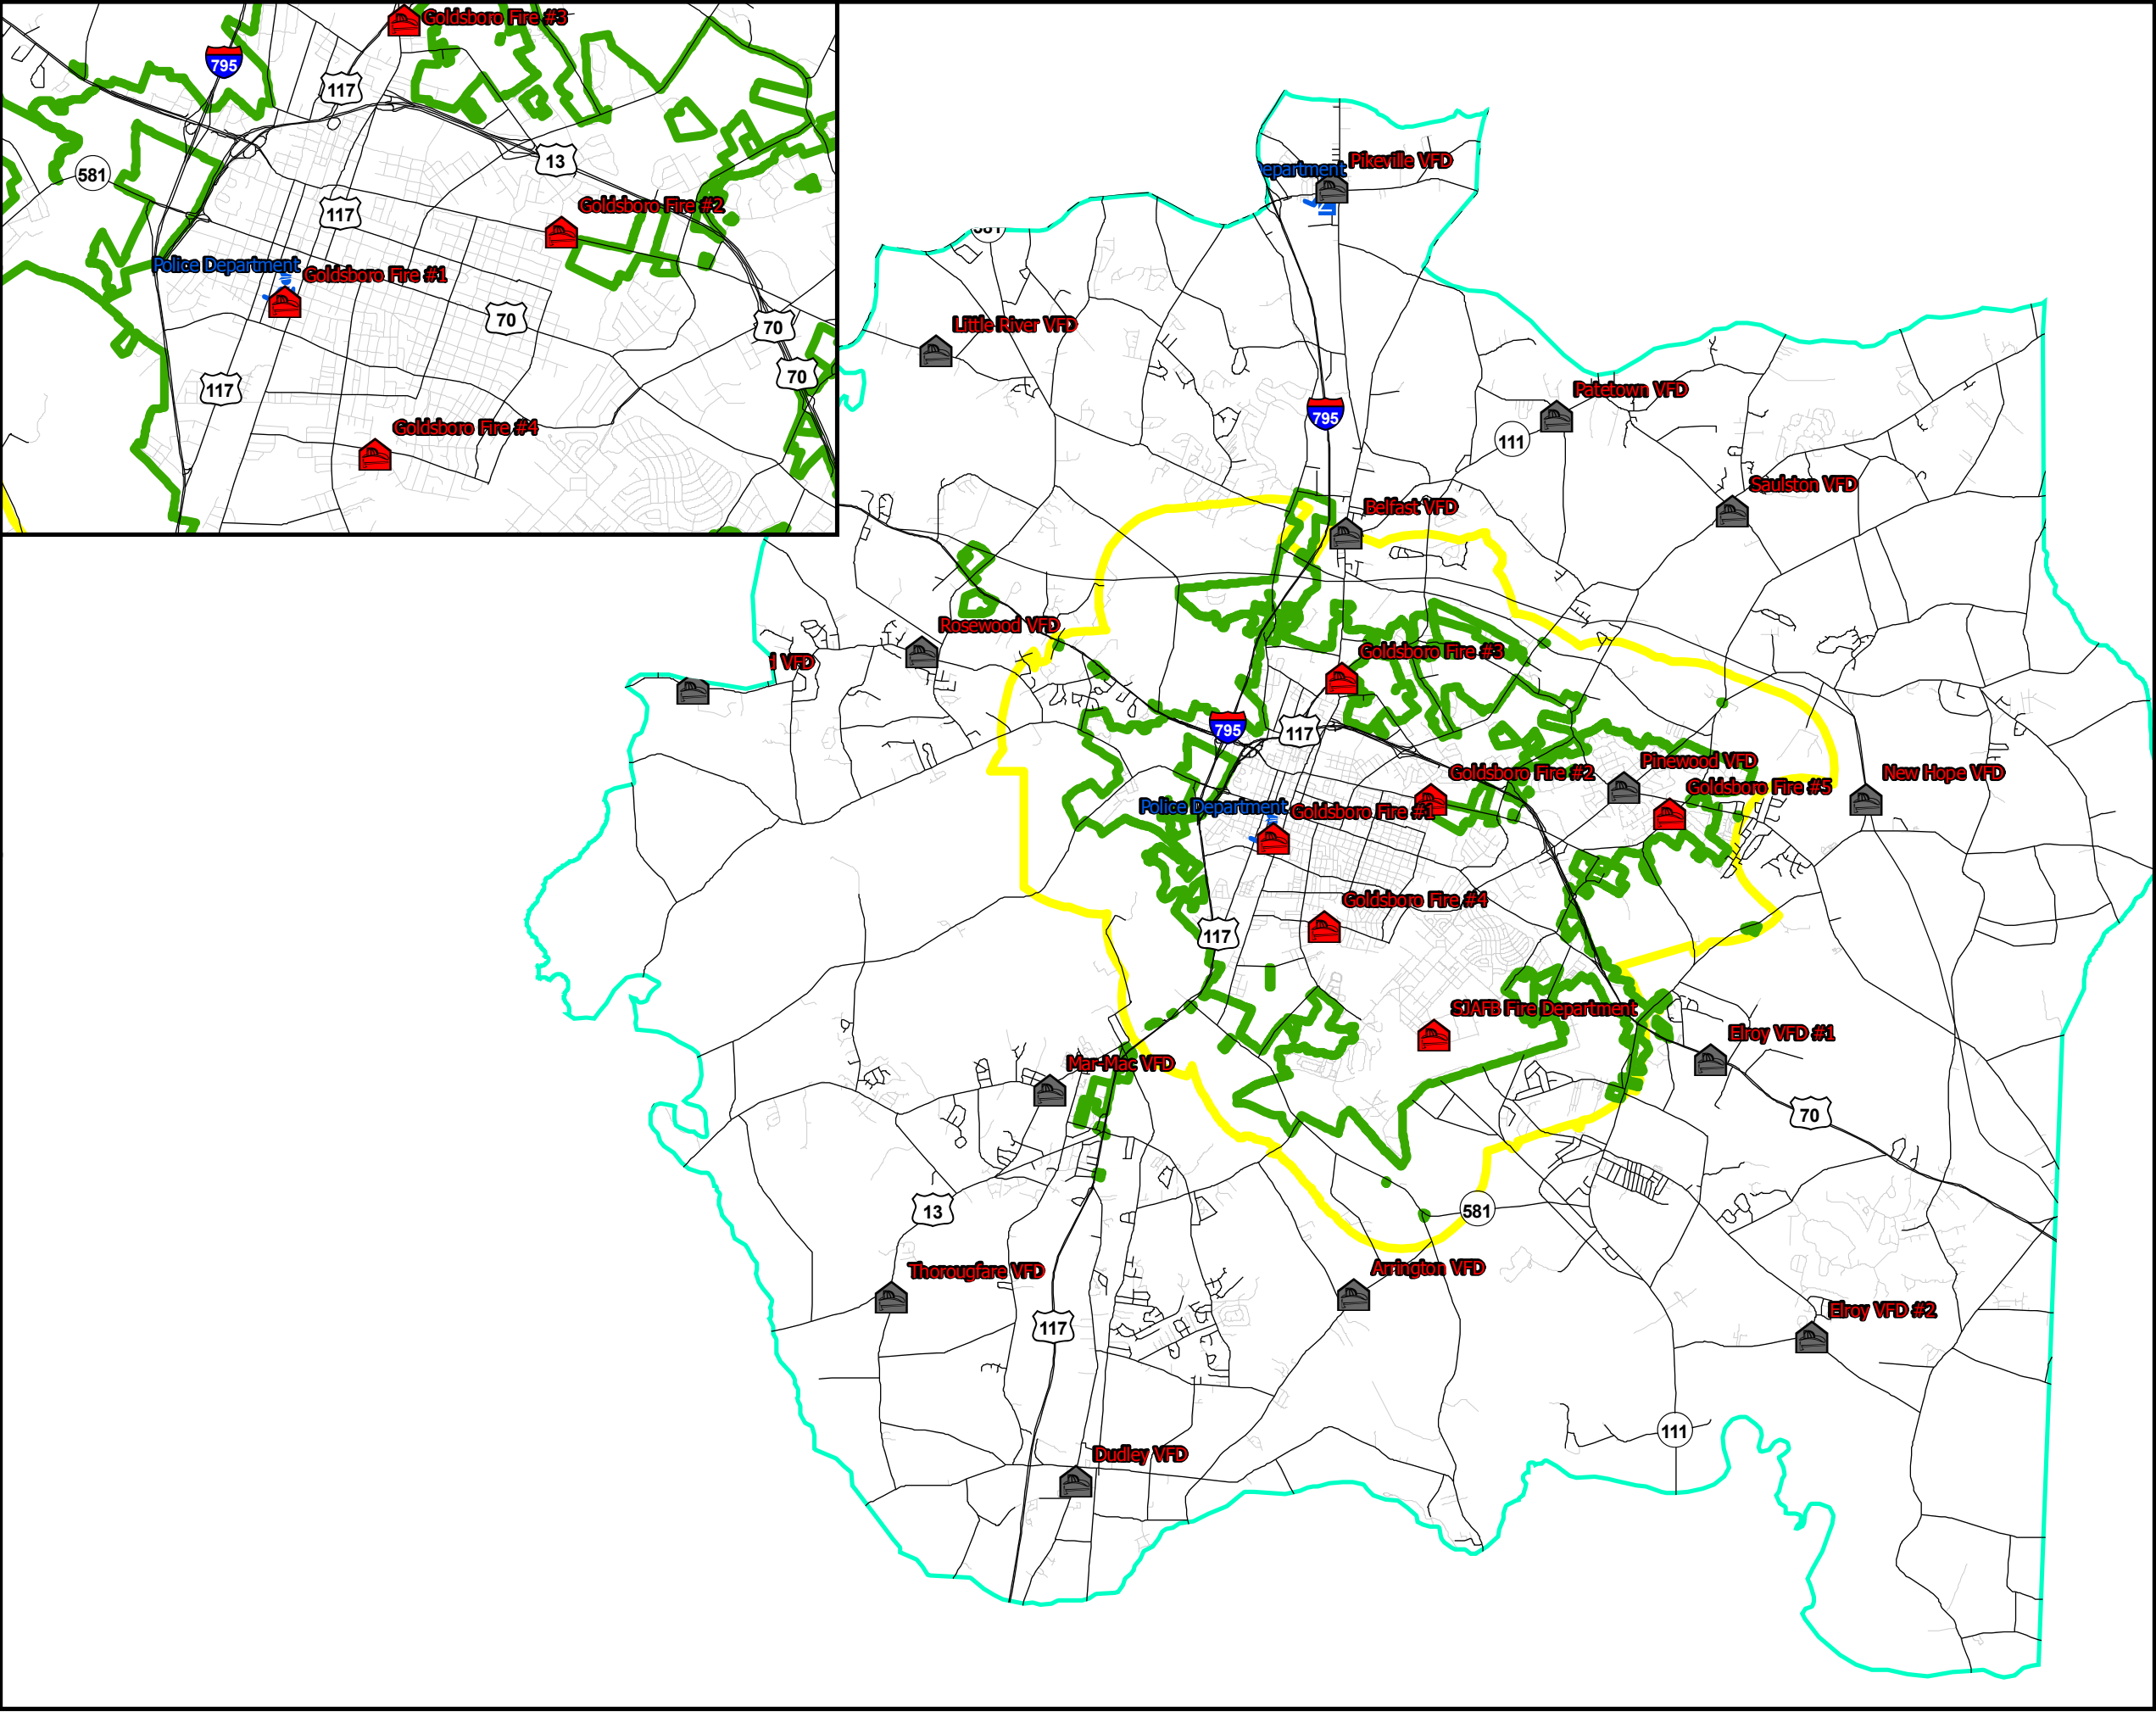 Goldsboro Fire #3
795
117
13
581
Goldsboro Fire #2
117
Police Department
Goldsboro Fire #1
70
70
70
117
Goldsboro Fire #4
Pikeville VFD
epartment
Little River VFD
Patetown VFD
795
111
Saulston VFD
Belfast VFD
Rosewood VFD
VFD
Goldsboro Fire #3
795
117
Goldsboro Fire #2
Pinewood VFD
New Hope VFD
Goldsboro Fire #5
Police Department
Goldsboro Fire #1
Goldsboro Fire #4
117
SJAFB Fire Department
Elroy VFD #1
Mar-Mac VFD
70
13
581
Thorougfare VFD
Arrington VFD
Elroy VFD #2
117
111
Dudley VFD